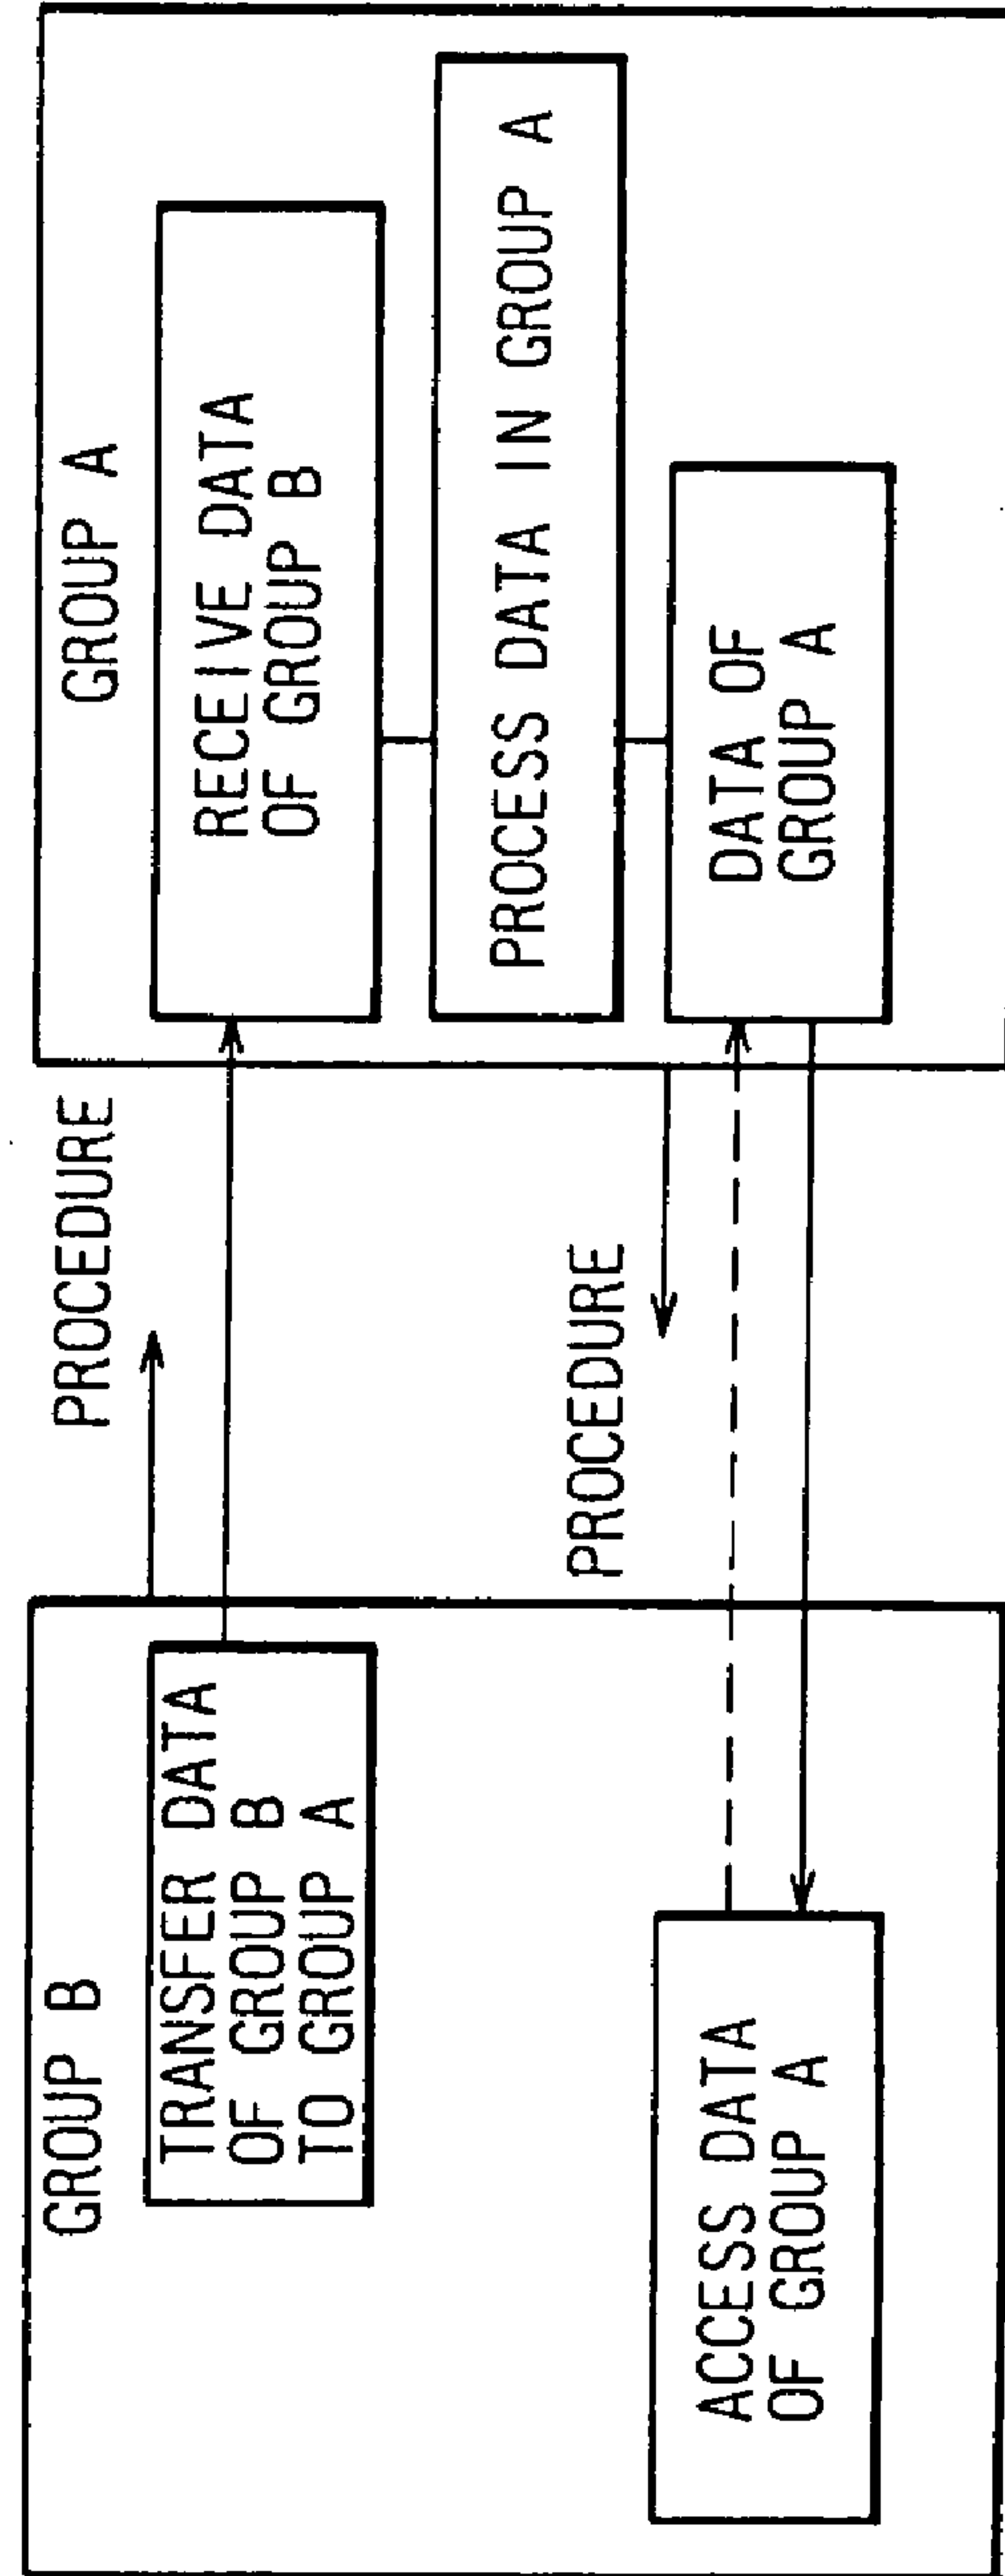 GROUP B
TRANSFER DATA
OF GROUP B
TO GROUP A
ACCESS DATA
OF GROUP A
PROCEDURE
PROCEDURE
GROUP A
RECEIVE DATA
OF GROUP B
PROCESS DATA IN GROUP A
DATA OF
GROUP A